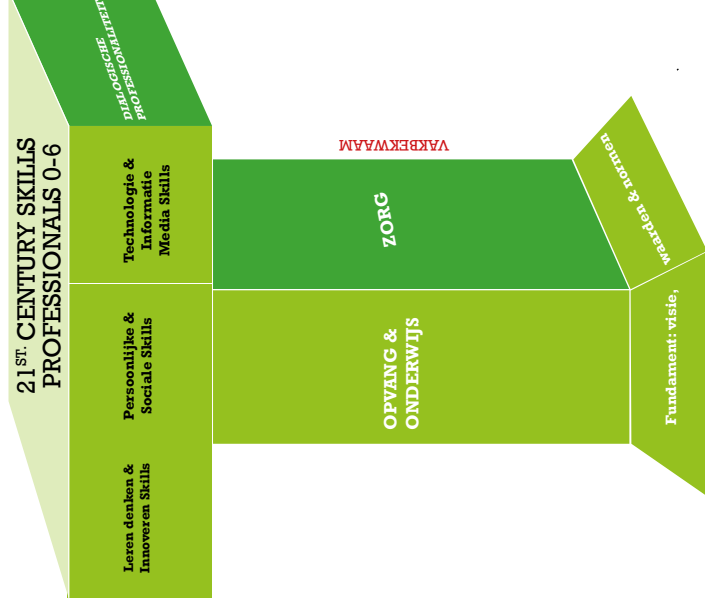 21ST. CENTURY SKILLS
PROFESSIONALS 0-6
DIALOGISCHE
PROFESSIONALITEIT
Leren denken &
Innoveren Skills
Persoonlijke &
Sociale Skills
Technologie &
Informatie
Media Skills
VAKBEKWAAM
ZORG
OPVANG &
ONDERWIJS
Fundament: visie,
waarden & normen